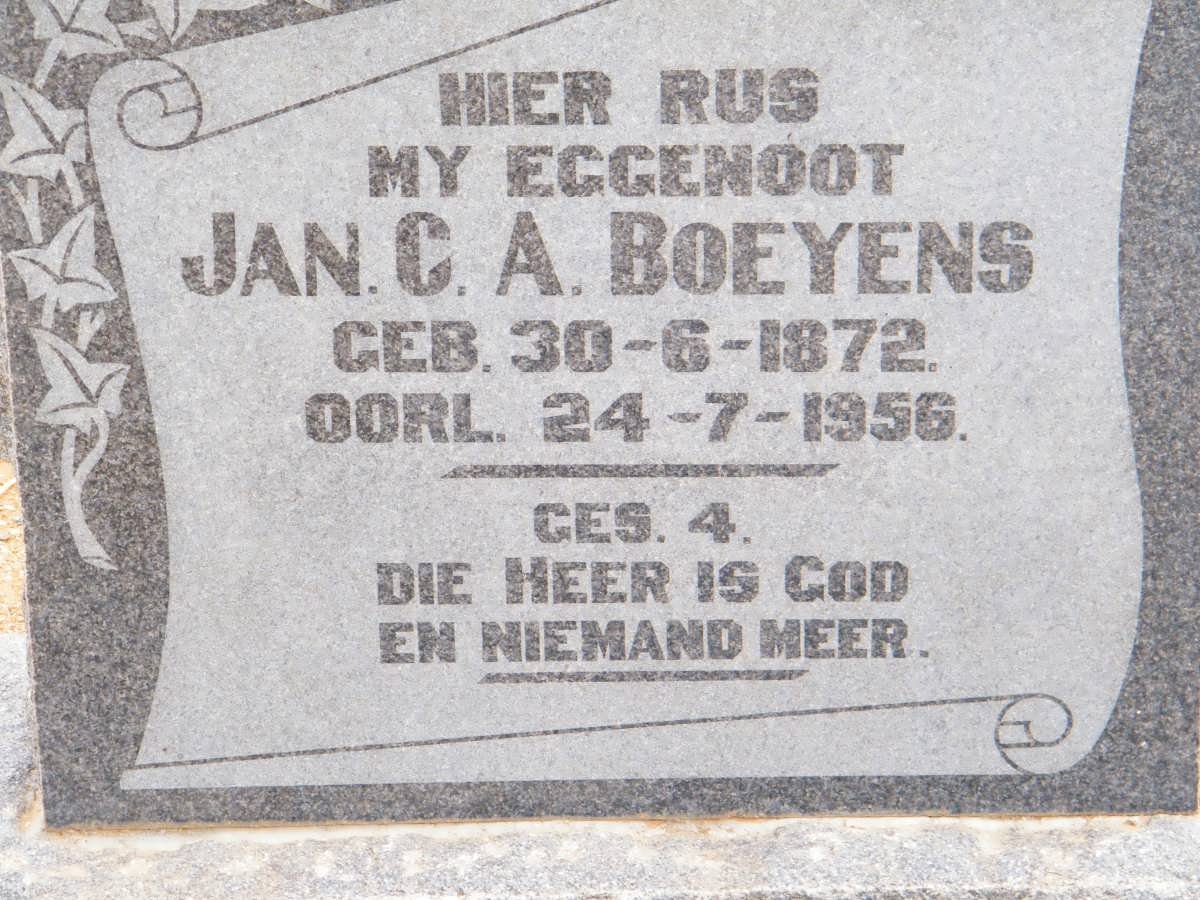 HIER RUS
MY EGGENOOT
JAN. C. A. BOEYENS
GEB. 30-6-1872.
OORL. 24-7-1956.
GES. 4.
DIE HEER IS GOD
EN NIEMAND MEER.